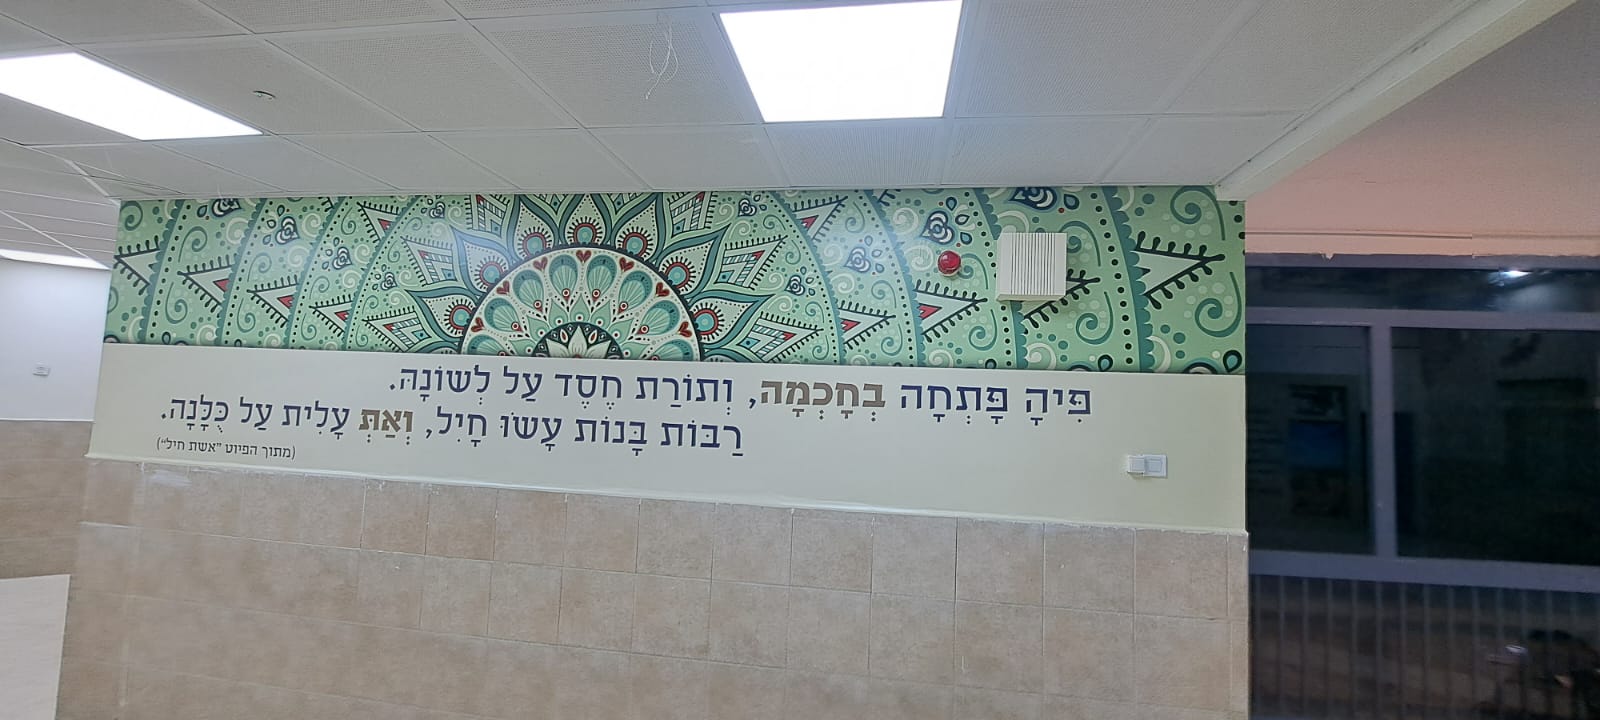 פִּיהָ פָּתְחָה בְחָכְמָה, וְתוֹרַת חֶסֶד עַל לְשׁוֹנָהּ.
רַבּוֹת בָּנוֹת עָשׂוּ חָיִל, וְאַתְּ עָלִית עַל כֻּלָּנָה.
(מתוך הפיוט "אשת חיל")